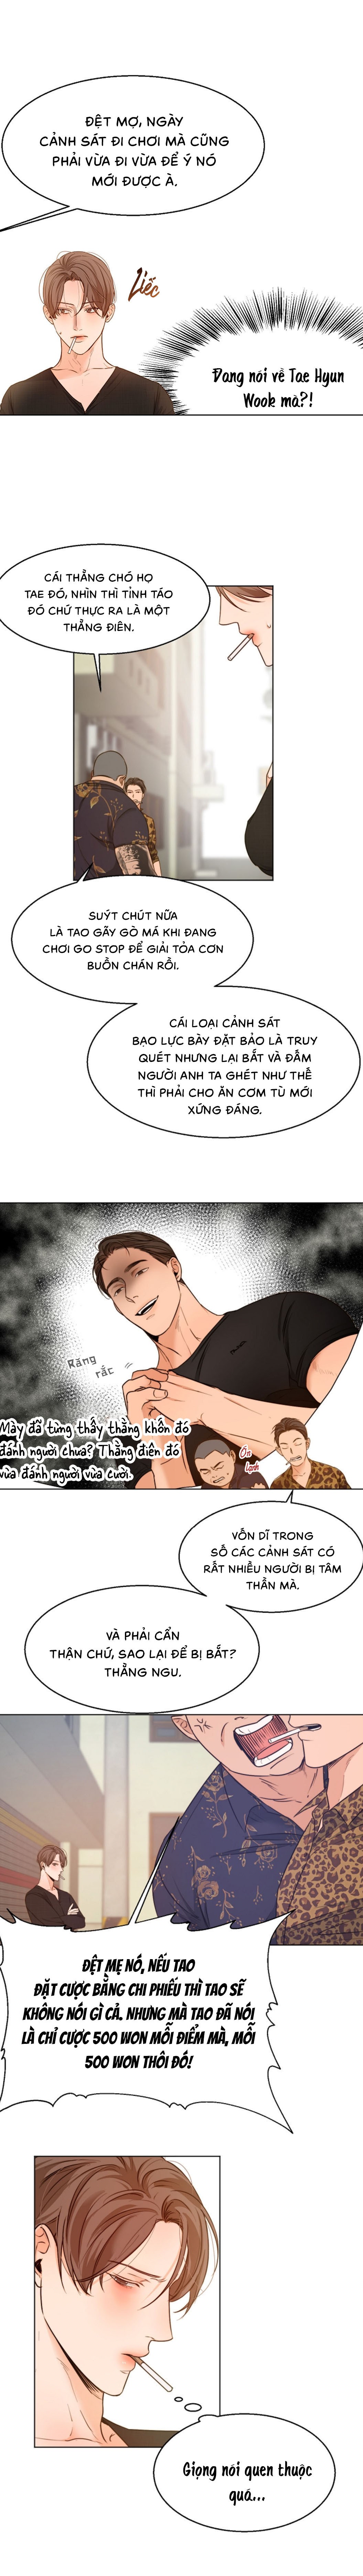 ĐỆT MỢ, NGÀY
CẢNH SÁT ĐI CHƠI MÀ CŨNG
PHẢI VỪA ĐI VỪA ĐỂ Ý NÓ
MỚI ĐƯỢC À.
Liếc
Đang nói về Tae Hyun
Wook mà?!
CÁI THẰNG CHÓ HỌ
TAE ĐÓ, NHÌN THÌ TỈNH TÁO
ĐÓ CHỨ THỰC RA LÀ MỘT
THẰNG ĐIÊN.
SUÝT CHÚT NỮA
LÀ TAO GÃY GÒ MÁ KHI ĐANG
CHƠI GO STOP ĐỂ GIẢI TỎA CƠN
BUỒN CHÁN RỒI.
CÁI LOẠI CẢNH SÁT
BẠO LỰC BÀY ĐẶT BẢO LÀ TRUY
QUÉT NHƯNG LẠI BẮT VÀ ĐẤM
NGƯỜI ANH TA GHÉT NHƯ THẾ
THÌ PHẢI CHO ĂN CƠM TÙ MỚI
XỨNG ĐÁNG.
Răng
rắc
Mày đã từng thấy thằng khốn đó
đánh người chưa? Thằng điên đó
vừa đánh người vừa cười.
Ớn
lạnh
VỐN DĨ TRONG
SỐ CÁC CẢNH SÁT CÓ
RẤT NHIỀU NGƯỜI BỊ TÂM
THẦN MÀ.
VÀ PHẢI CẨN
THẬN CHỨ, SAO LẠI ĐỂ BỊ BẮT?
THẰNG NGU.
ĐỆT MẸ NÓ, NẾU TAO
ĐẶT CƯỢC BẰNG CHI PHIẾU THÌ TAO SẼ
KHÔNG NÓI GÌ CẢ. NHƯNG MÀ TAO ĐÃ NÓI
LÀ CHỈ CƯỢC 500 WON MỖI ĐIỂM MÀ, MỖI
500 WON THÔI ĐÓ!
Giọng nói quen thuộc
quá...